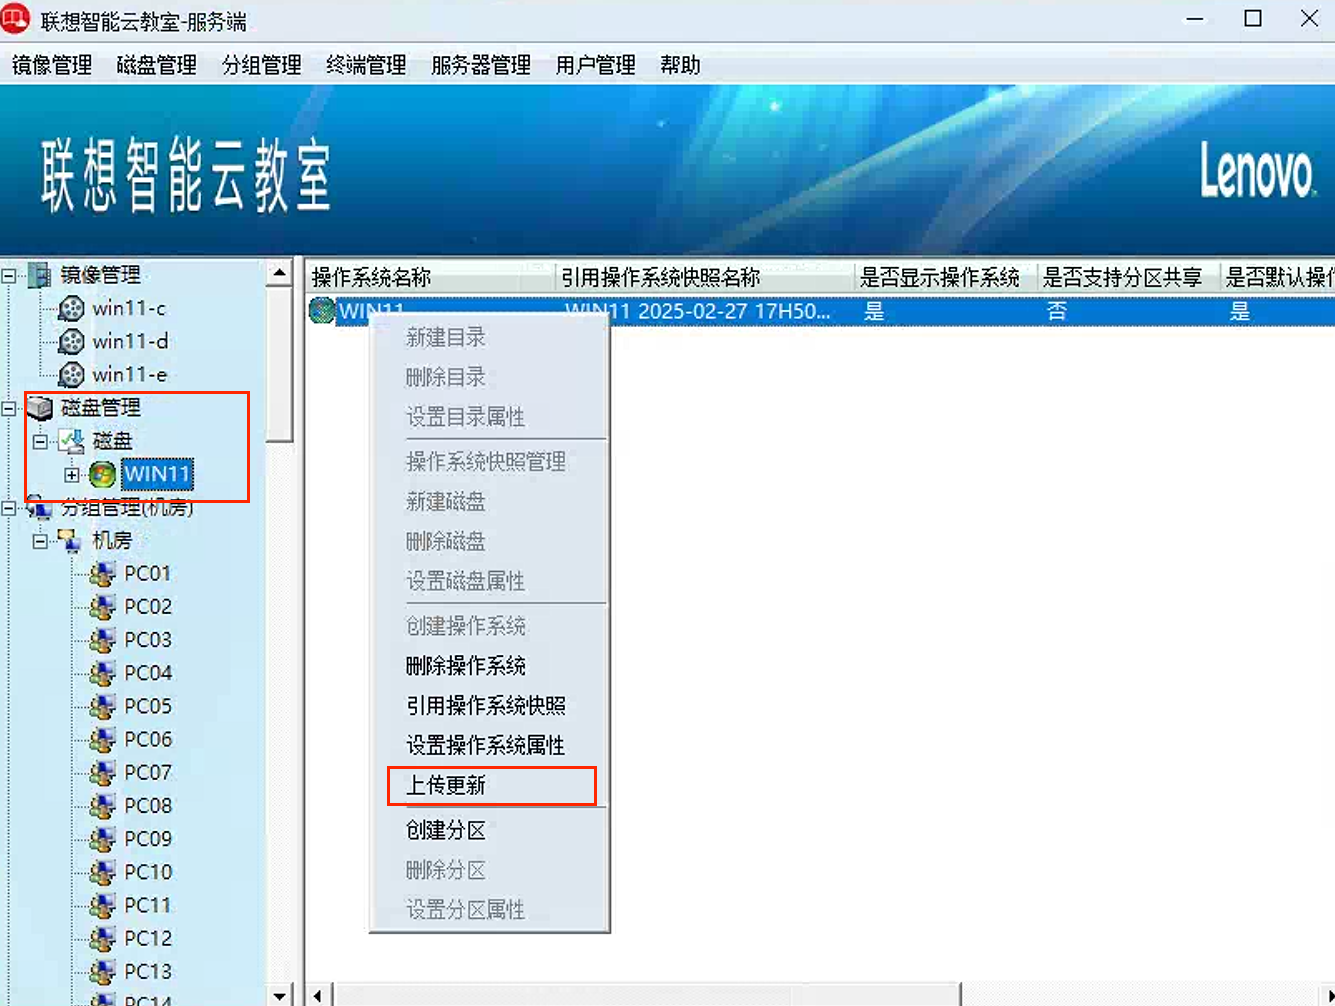 联想智能云教室-服务端
镜像管理 磁盘管理 分组管理 终端管理 服务器管理 用户管理 帮助
联想智能云教室
Lenovo
镜像管理
win11-c
win11-d
win11-e
磁盘管理
磁盘
WIN11
分组管理(机房)
机房
PC01
PC02
PC03
PC04
PC05
PC06
PC07
PC08
PC09
PC10
PC11
PC12
PC13
PC14
操作系统名称 引用操作系统快照名称 是否显示操作系统 是否支持分区共享 是否默认操作
WIN11 WIN11 2025-02-27 17H50... 是 否 是
新建目录
删除目录
设置目录属性
操作系统快照管理
新建磁盘
删除磁盘
设置磁盘属性
创建操作系统
删除操作系统
引用操作系统快照
设置操作系统属性
上传更新
创建分区
删除分区
设置分区属性